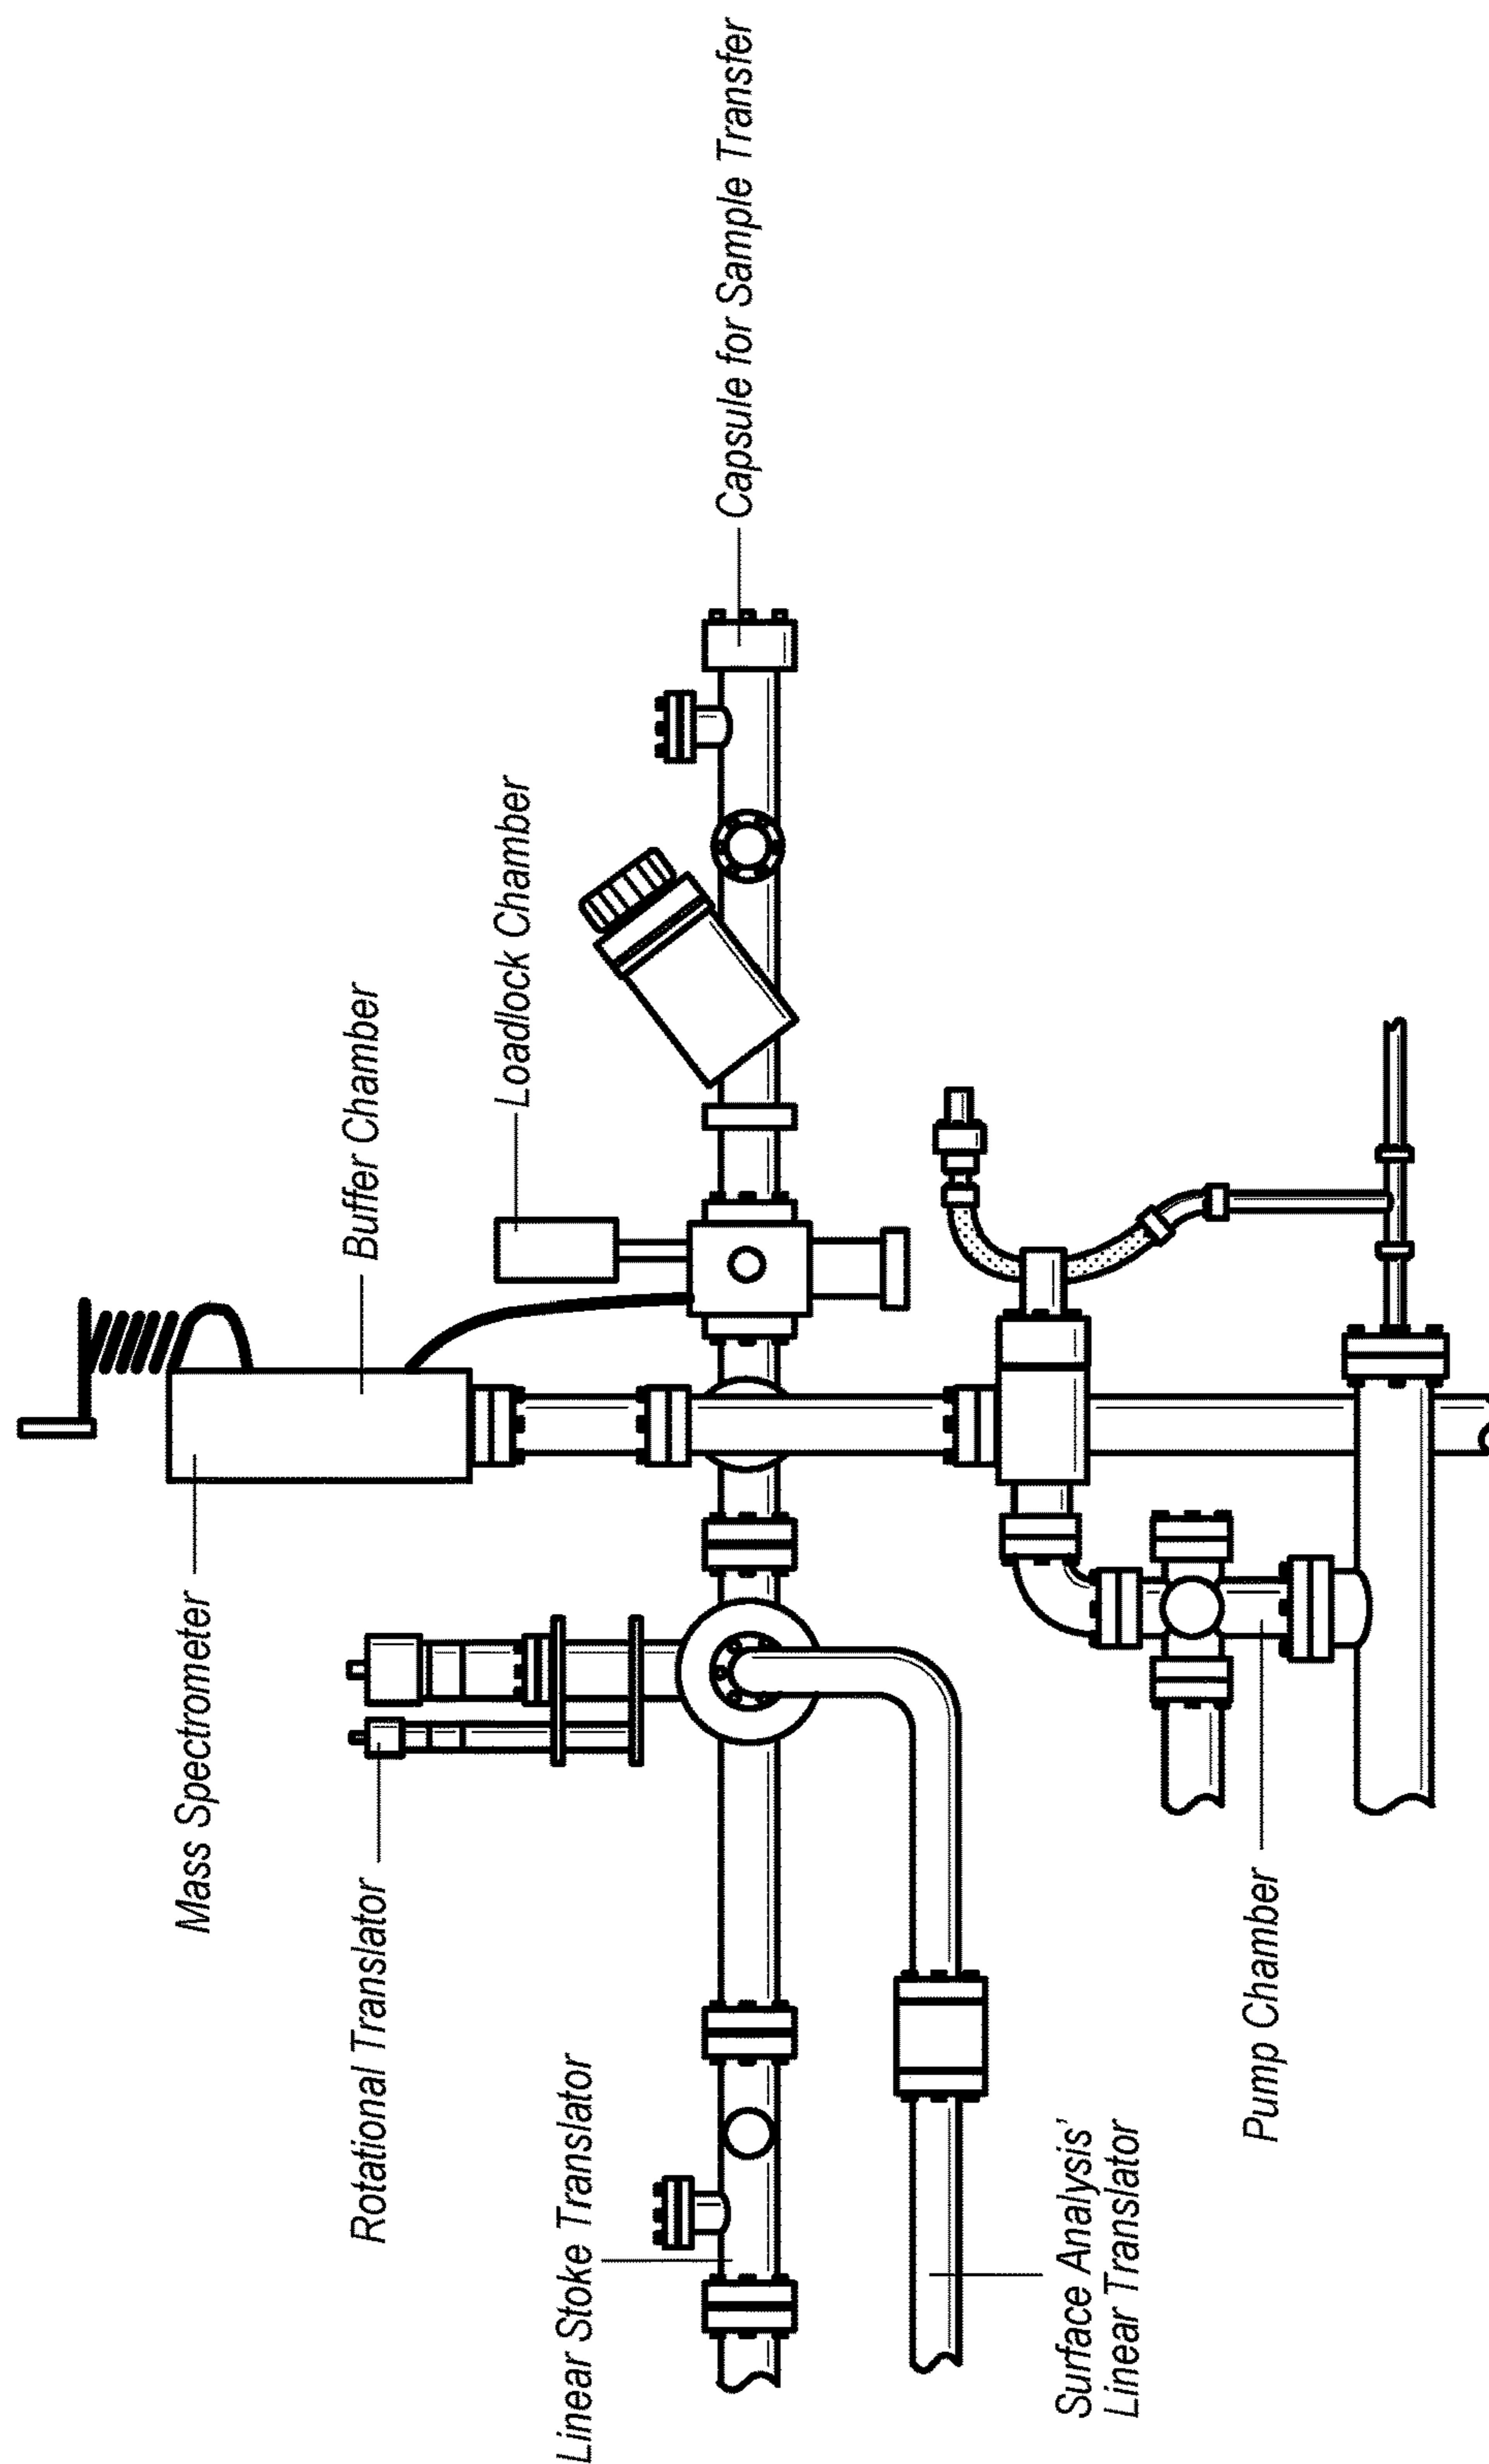 Mass Spectrometer
Buffer Chamber
Rotational Translator
Loadlock Chamber
Linear Stoke Translator
Capsule for Sample Transfer
Surface Analysis'
Linear Translator
Pump Chamber